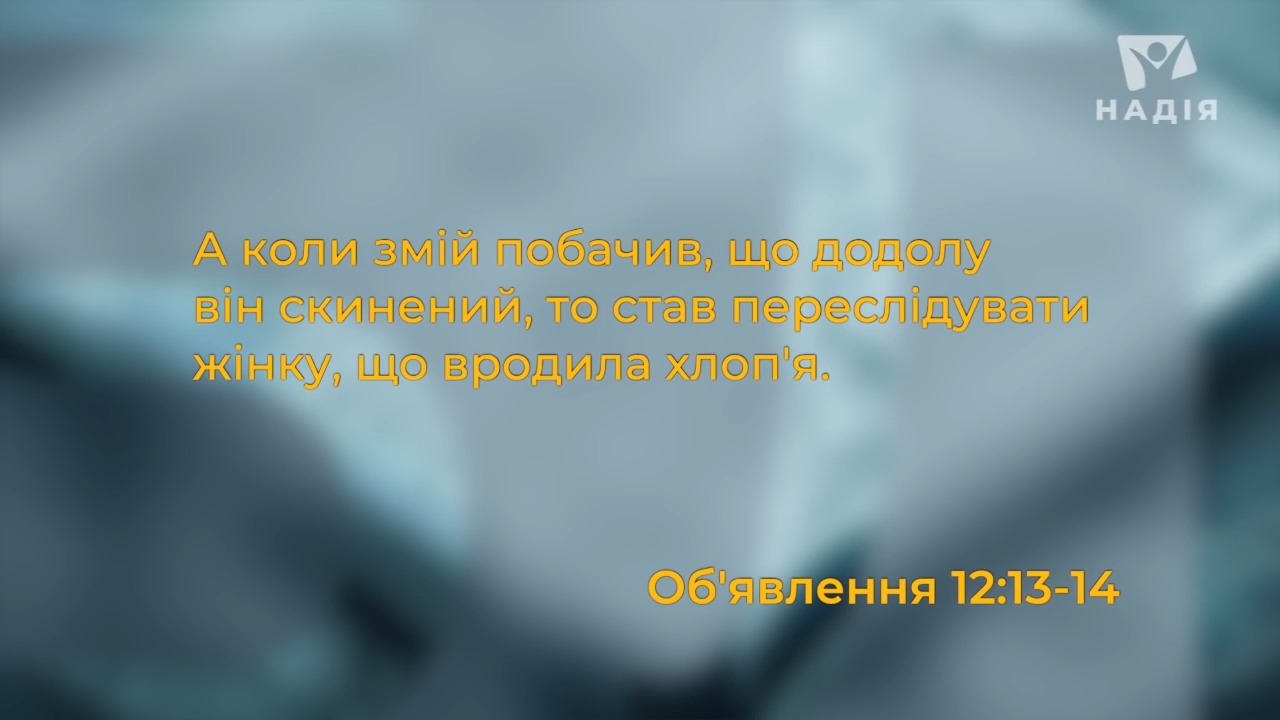 НАДІЯ
А коли змій побачив, що додолу
він скинений, то став переслідувати
жінку, що вродила хлоп'я.
Об'явлення 12:13-14